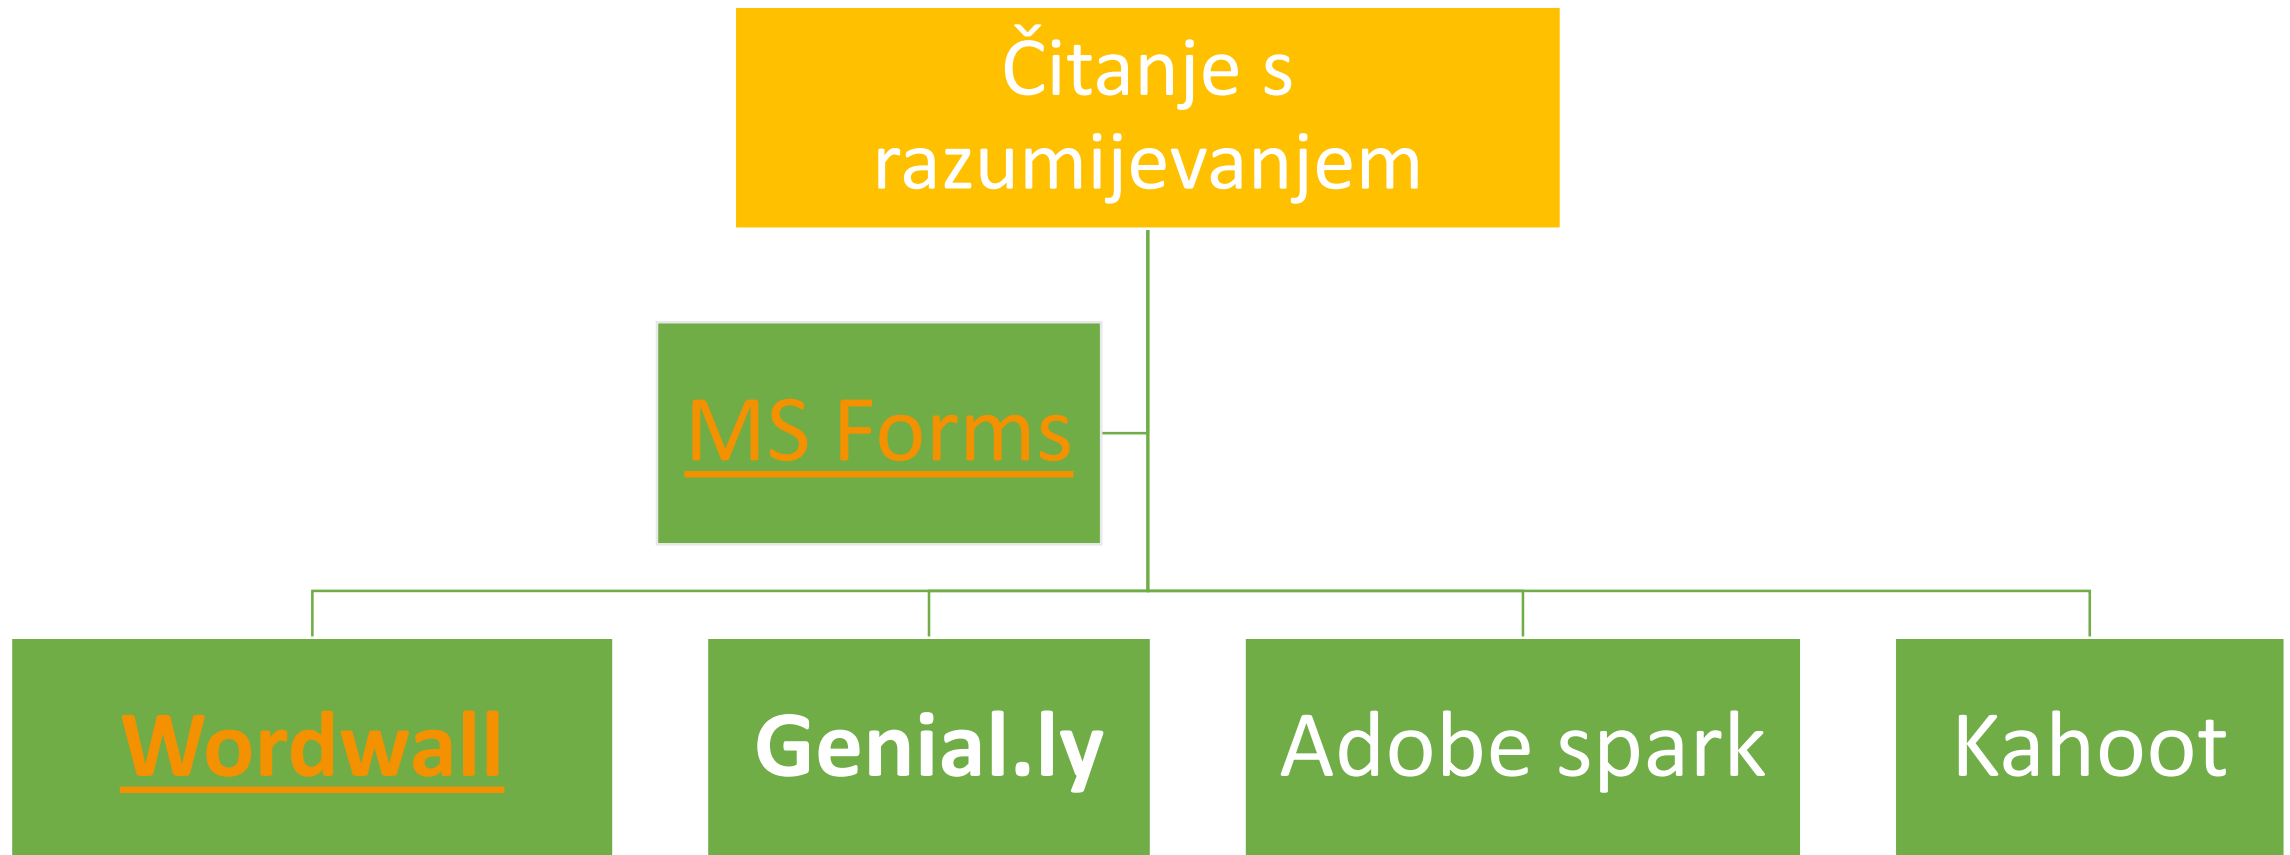 Čitanje s
razumijevanjem
MS Forms
Wordwall
Genial.ly
Adobe spark
Kahoot